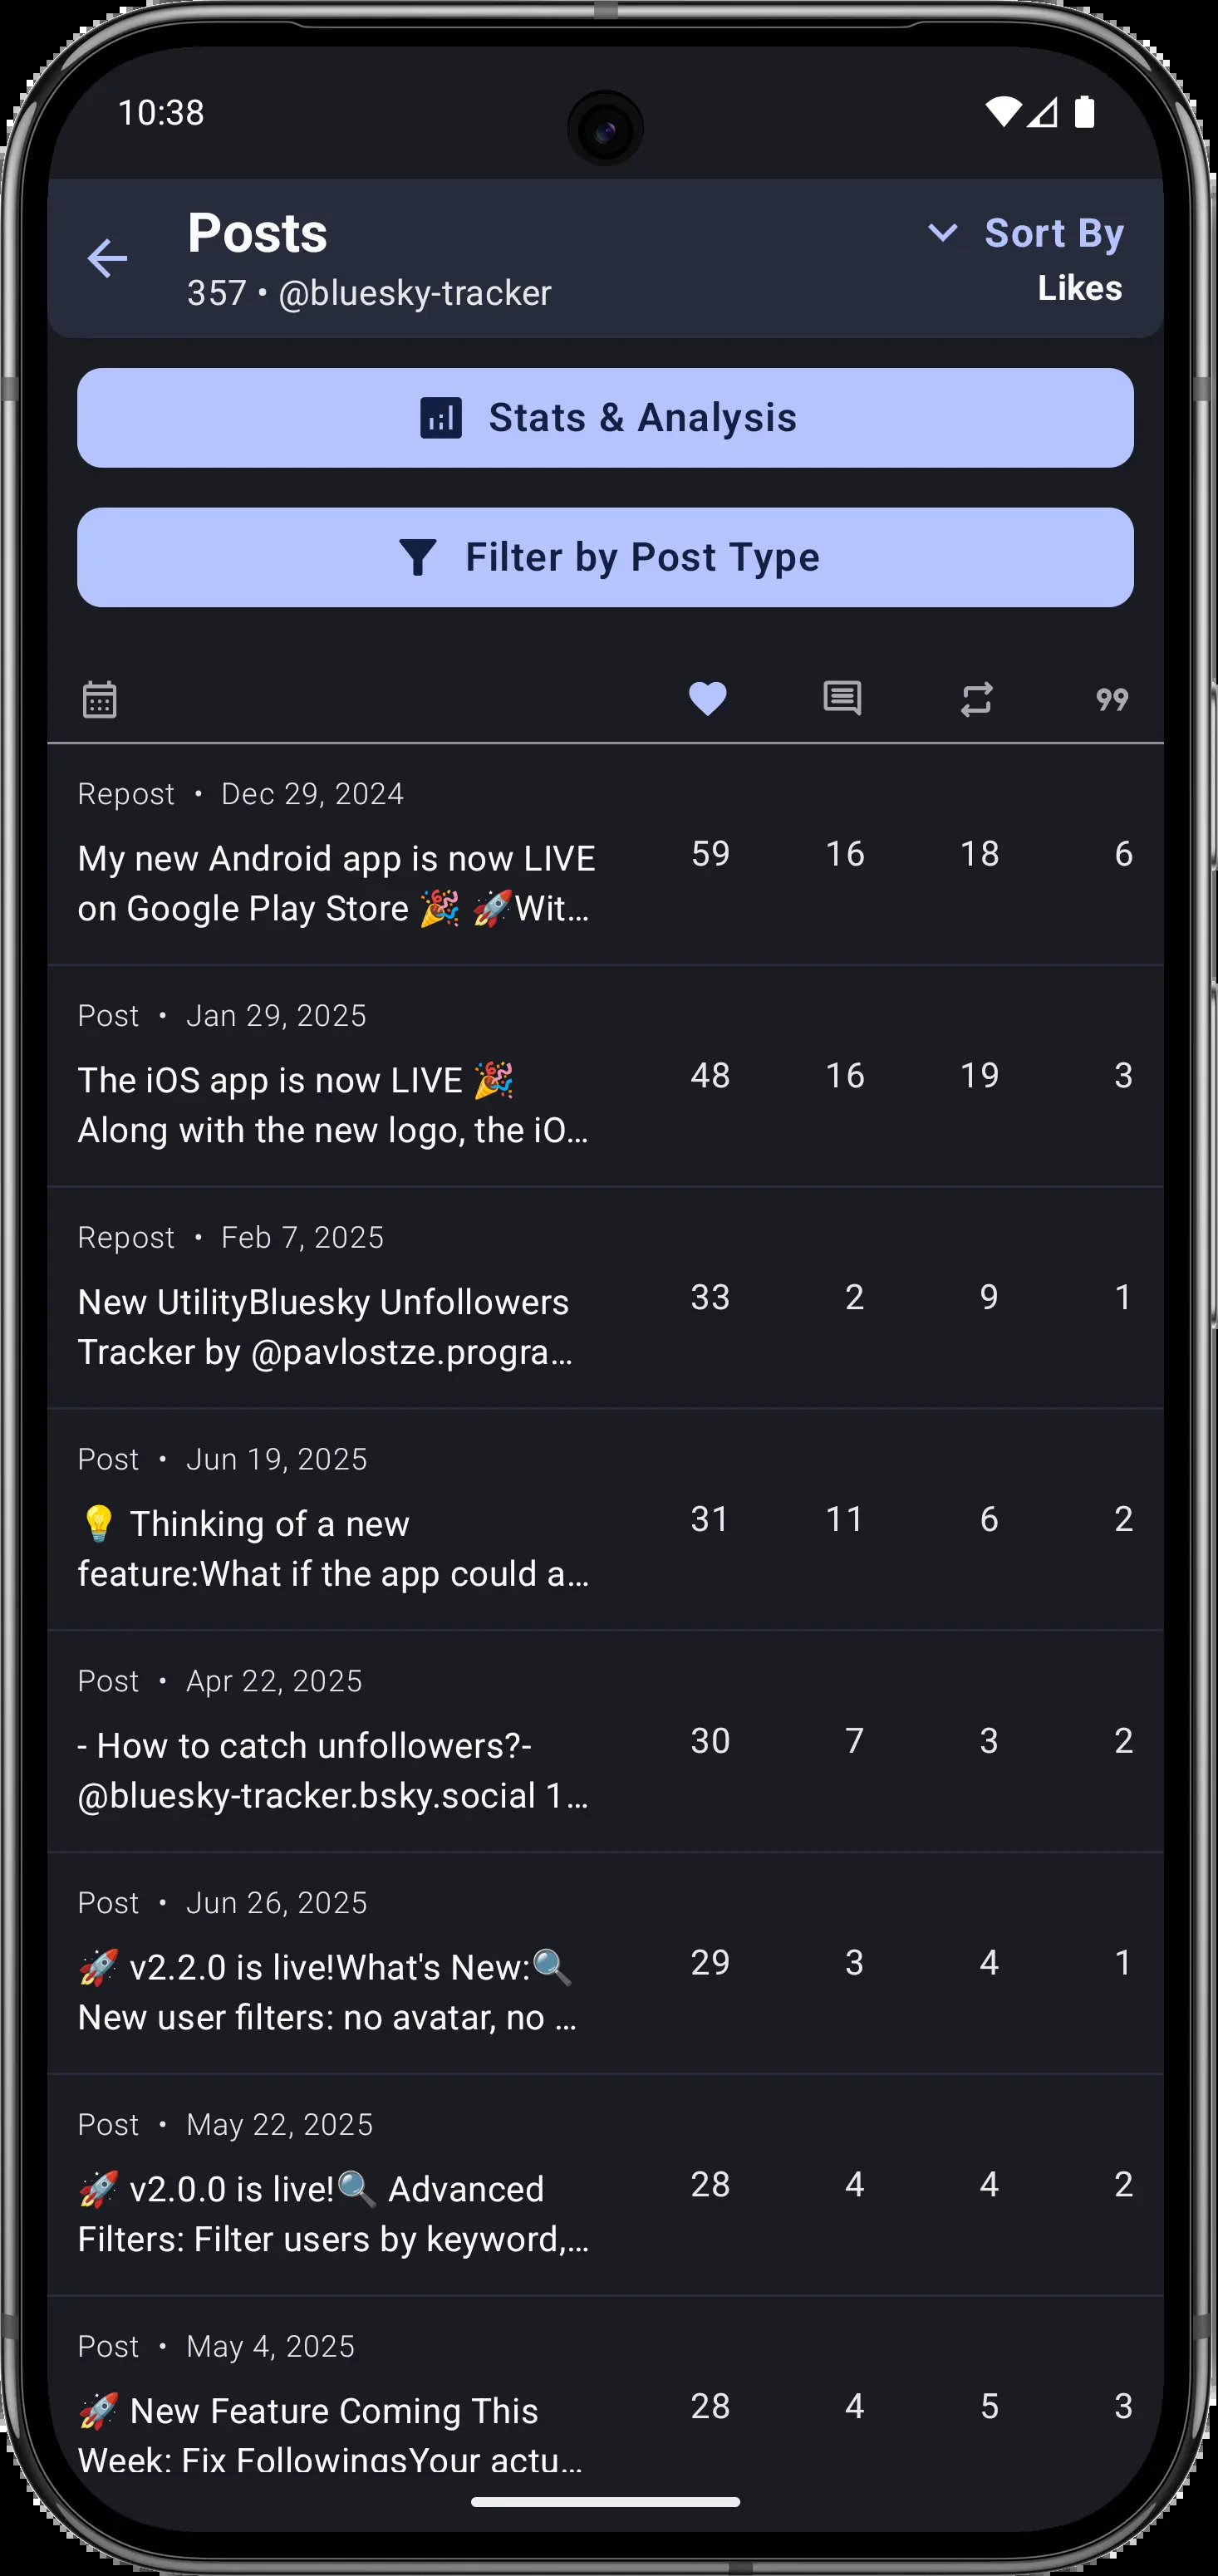 10:38
Posts
Sort By
357 • @bluesky-tracker
Likes
Stats & Analysis
Filter by Post Type
Repost • Dec 29, 2024
My new Android app is now LIVE
on Google Play Store 🎉 🚀Wit...
59 16 18 6
Post • Jan 29, 2025
The iOS app is now LIVE 🎉
Along with the new logo, the iO...
48 16 19 3
Repost • Feb 7, 2025
New UtilityBluesky Unfollowers
Tracker by @pavlostze.progra...
33 2 9 1
Post • Jun 19, 2025
💡 Thinking of a new
feature:What if the app could a...
31 11 6 2
Post • Apr 22, 2025
- How to catch unfollowers?-
@bluesky-tracker.bsky.social 1...
30 7 3 2
Post • Jun 26, 2025
🚀 v2.2.0 is live!What's New:🔍
New user filters: no avatar, no ...
29 3 4 1
Post • May 22, 2025
🚀 v2.0.0 is live!🔍 Advanced
Filters: Filter users by keyword,...
28 4 4 2
Post • May 4, 2025
🚀 New Feature Coming This
Week: Fix FollowingsYour actu...
28 4 5 3